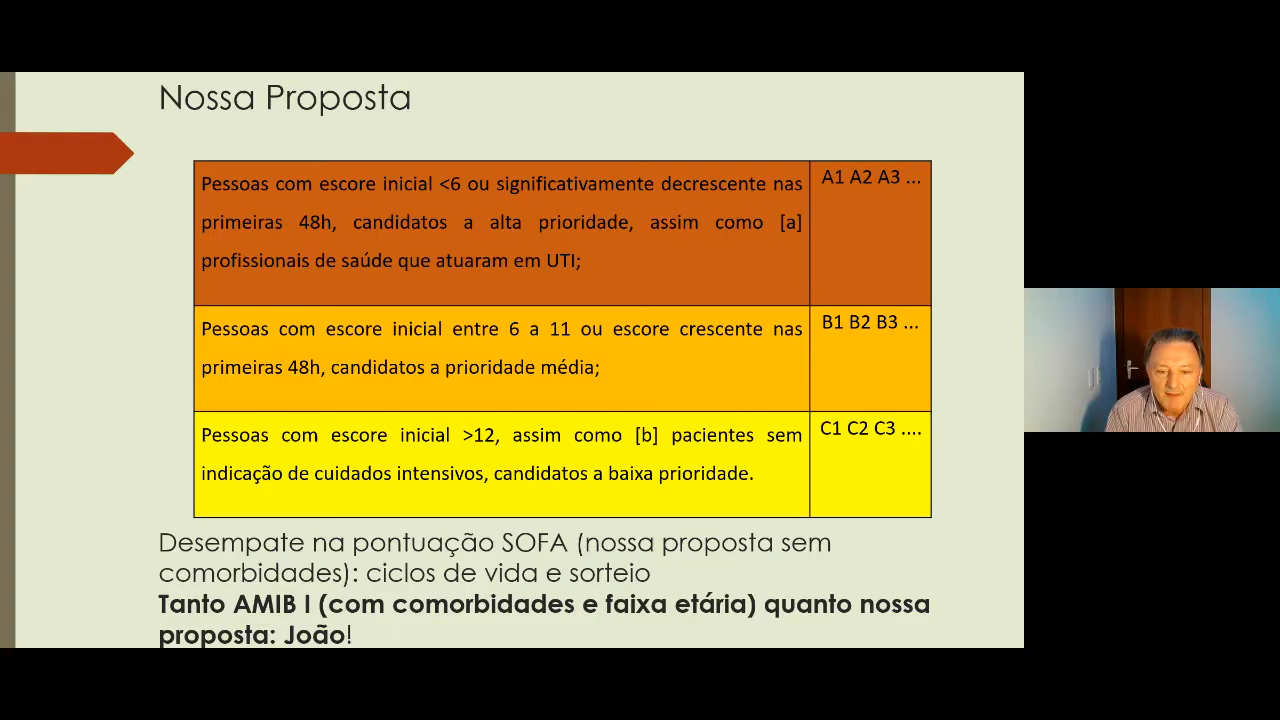 Nossa Proposta
Pessoas com escore inicial <6 ou significativamente decrescente nas
primeiras 48h, candidatos a alta prioridade, assim como [a]
profissionais de saúde que atuaram em UTI;
A1 A2 A3 ...
Pessoas com escore inicial entre 6 a 11 ou escore crescente nas
primeiras 48h, candidatos a prioridade média;
B1 B2 B3 ...
Pessoas com escore inicial >12, assim como [b] pacientes sem
indicação de cuidados intensivos, candidatos a baixa prioridade.
C1 C2 C3 ....
Desempate na pontuação SOFA (nossa proposta sem
comorbidades): ciclos de vida e sorteio
Tanto AMIB I (com comorbidades e faixa etária) quanto nossa
proposta: João!